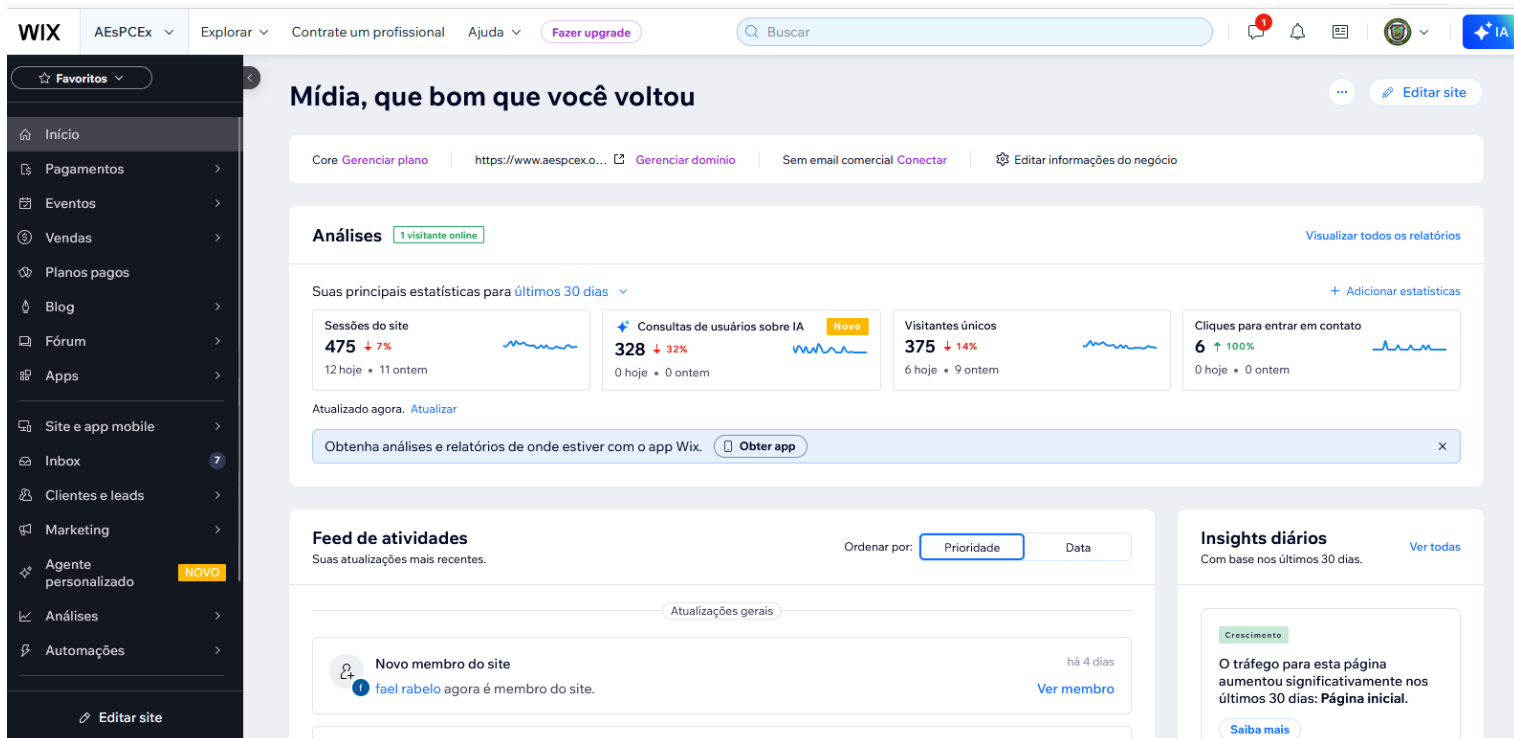 WIX
AEsPCEx
Explorar
Contrate um profissional
Ajuda
Fazer upgrade
Buscar
1
IA
Favoritos
Início
Pagamentos
Eventos
Vendas
Planos pagos
Blog
Fórum
Apps
Site e app mobile
Inbox
7
Clientes e leads
Marketing
Agente
personalizado
NOVO
Análises
Automações
Editar site
Mídia, que bom que você voltou
... Editar site
Core Gerenciar plano
https://www.aespcex.o... Gerenciar domínio
Sem email comercial Conectar
Editar informações do negócio
Análises 1 visitante online
Visualizar todos os relatórios
Suas principais estatísticas para últimos 30 dias
+ Adicionar estatísticas
Sessões do site
475 ↓ 7%
12 hoje • 11 ontem
Consultas de usuários sobre IA Novo
328 ↓ 32%
0 hoje • 0 ontem
Visitantes únicos
375 ↓ 14%
6 hoje • 9 ontem
Cliques para entrar em contato
6 ↑ 100%
0 hoje • 0 ontem
Atualizado agora. Atualizar
Obtenha análises e relatórios de onde estiver com o app Wix. Obter app
Feed de atividades
Suas atualizações mais recentes.
Ordenar por: Prioridade Data
Atualizações gerais
Novo membro do site
há 4 dias
fael rabelo agora é membro do site.
Ver membro
Insights diários
Com base nos últimos 30 dias.
Ver todas
Crescimento
O tráfego para esta página
aumentou significativamente nos
últimos 30 dias: Página inicial.
Saiba mais